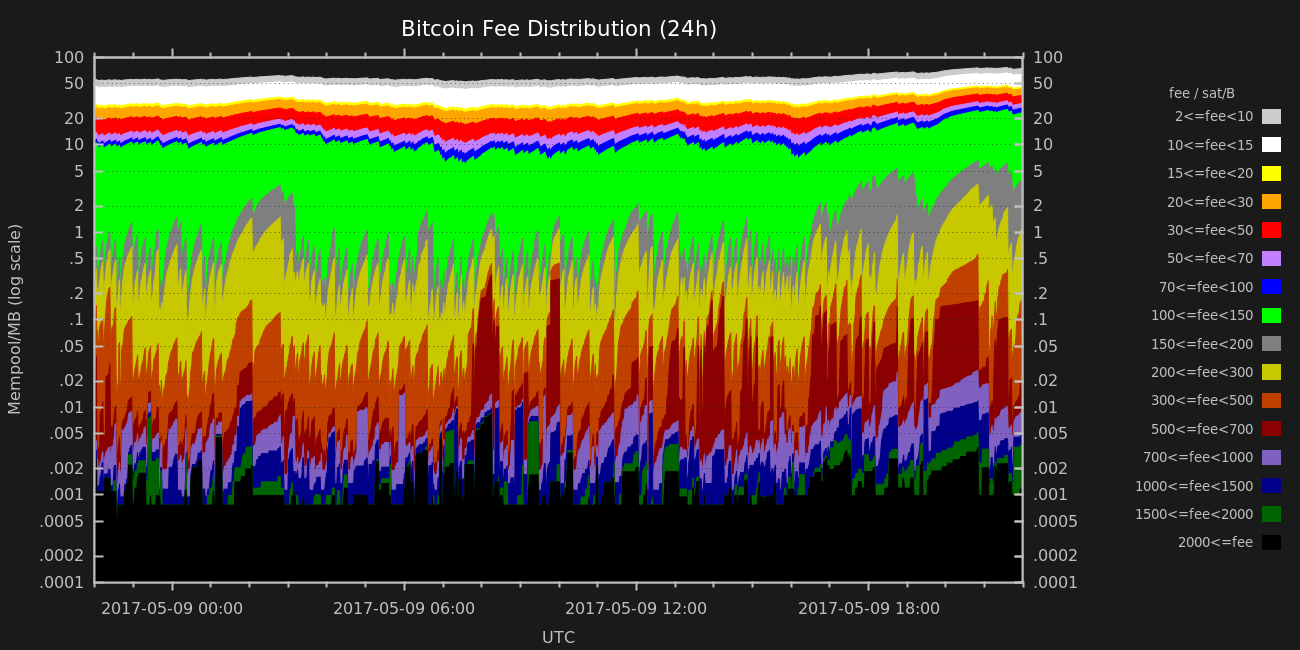 Bitcoin Fee Distribution (24h)
Mempool/MB (log scale)
100
50
20
10
5
2
1
.5
.2
.1
.05
.02
.01
.005
.002
.001
.0005
.0002
.0001
100
50
20
10
5
2
1
.5
.2
.1
.05
.02
.01
.005
.002
.001
.0005
.0002
.0001
2017-05-09 00:00
2017-05-09 06:00
2017-05-09 12:00
2017-05-09 18:00
UTC
fee / sat/B
2<=fee<10
10<=fee<15
15<=fee<20
20<=fee<30
30<=fee<50
50<=fee<70
70<=fee<100
100<=fee<150
150<=fee<200
200<=fee<300
300<=fee<500
500<=fee<700
700<=fee<1000
1000<=fee<1500
1500<=fee<2000
2000<=fee